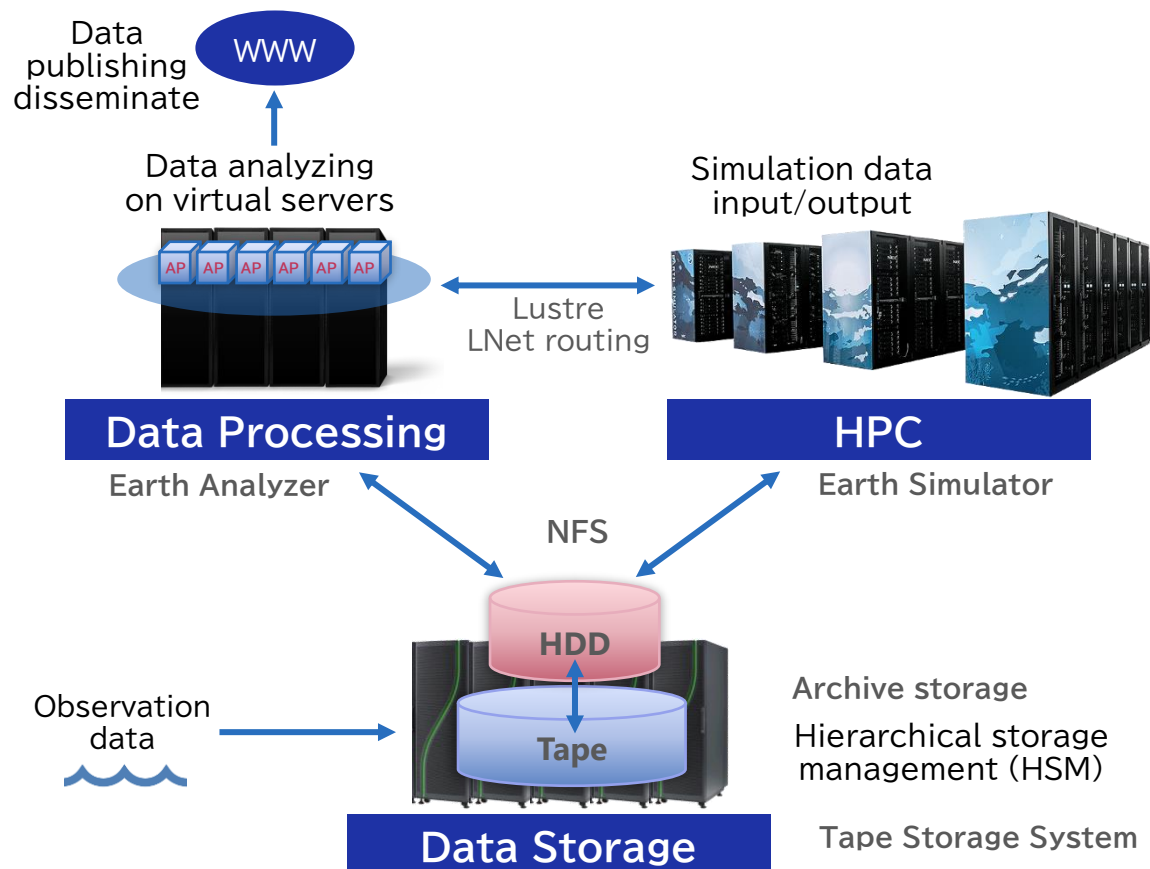 Data
publishing
disseminate
WWW
Data analyzing
on virtual servers
AP AP AP AP AP AP
Simulation data
input/output
Lustre
LNet routing
Data Processing
HPC
Earth Analyzer
Earth Simulator
NFS
HDD
Tape
Observation
data
Archive storage
Hierarchical storage
management (HSM)
Data Storage
Tape Storage System